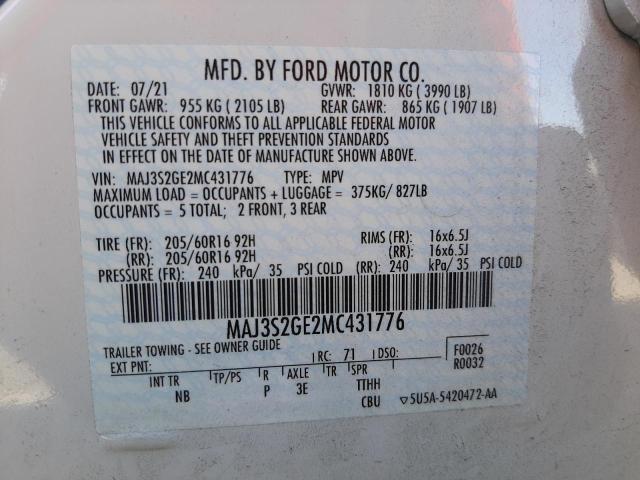 MFD. BY FORD MOTOR CO.
DATE: 07/21 GVWR: 1810 KG ( 3990 LB)
FRONT GAWR: 955 KG ( 2105 LB) REAR GAWR: 865 KG ( 1907 LB)
THIS VEHICLE CONFORMS TO ALL APPLICABLE FEDERAL MOTOR
VEHICLE SAFETY AND THEFT PREVENTION STANDARDS
IN EFFECT ON THE DATE OF MANUFACTURE SHOWN ABOVE.
VIN: MAJ3S2GE2MC431776 TYPE: MPV
MAXIMUM LOAD = OCCUPANTS + LUGGAGE = 375KG/ 827LB
OCCUPANTS = 5 TOTAL; 2 FRONT, 3 REAR
TIRE (FR): 205/60R16 92H RIMS (FR): 16x6.5J
(RR): 205/60R16 92H (RR): 16x6.5J
PRESSURE (FR): 240 kPa/ 35 PSI COLD (RR): 240 kPa/ 35 PSI COLD
MAJ3S2GE2MC431776
TRAILER TOWING - SEE OWNER GUIDE
EXT PNT: RC: 71 DSO: F0026
R0032
INT TR TP/PS R AXLE TR SPR
NB P 3E TTHH
CBU ▽5U5A-5420472-AA